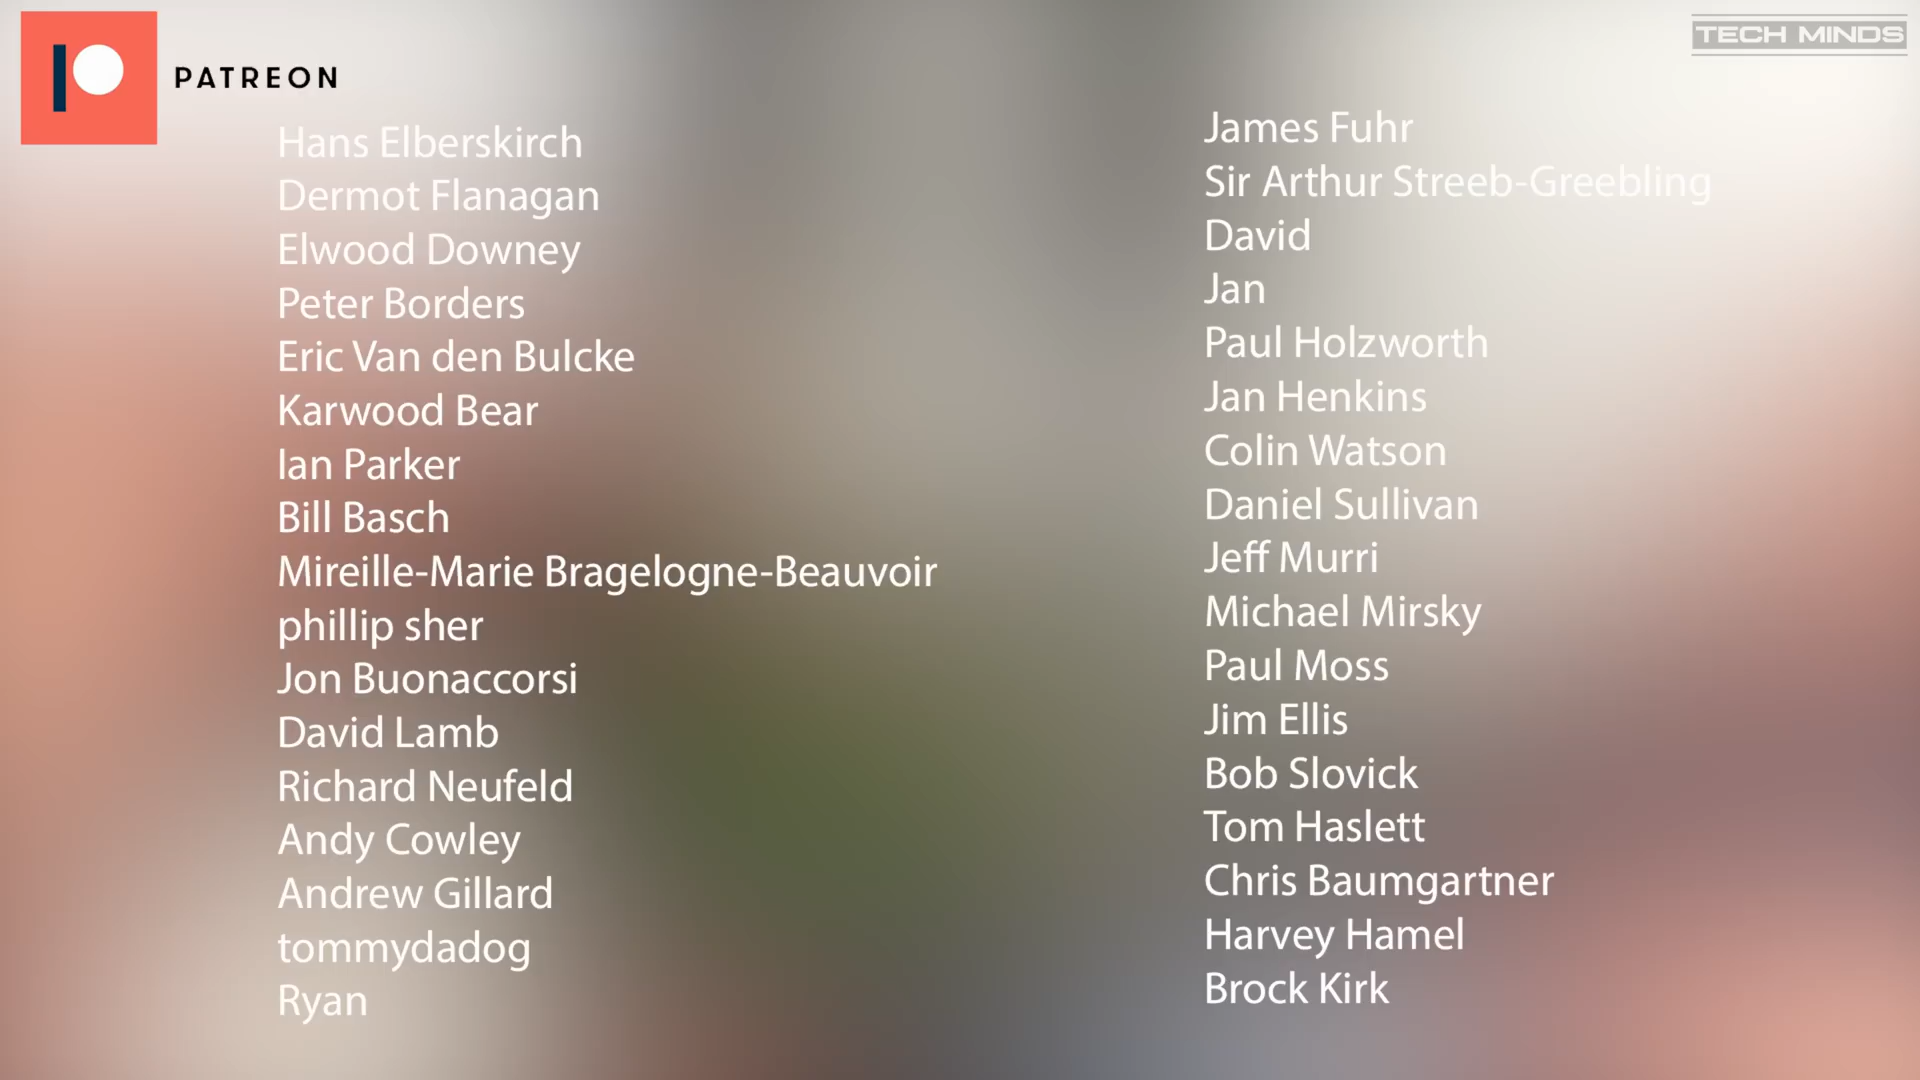 PATREON
TECH MINDS
Hans Elberskirch
Dermot Flanagan
Elwood Downey
Peter Borders
Eric Van den Bulcke
Karwood Bear
Ian Parker
Bill Basch
Mireille-Marie Bragelogne-Beauvoir
phillip sher
Jon Buonaccorsi
David Lamb
Richard Neufeld
Andy Cowley
Andrew Gillard
tommydadog
Ryan
James Fuhr
Sir Arthur Streeb-Greebling
David
Jan
Paul Holzworth
Jan Henkins
Colin Watson
Daniel Sullivan
Jeff Murri
Michael Mirsky
Paul Moss
Jim Ellis
Bob Slovick
Tom Haslett
Chris Baumgartner
Harvey Hamel
Brock Kirk